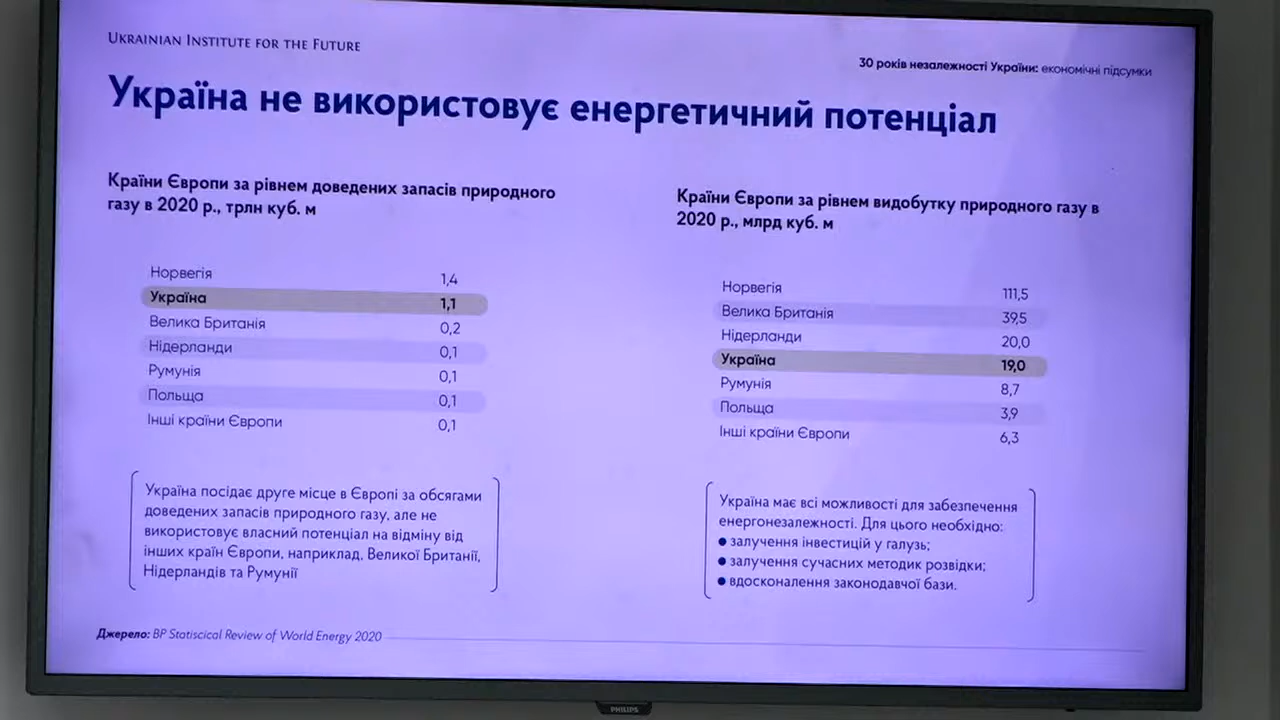 Ukrainian Institute for the Future
30 років незалежності України: економічні підсумки
Україна не використовує енергетичний потенціал
Країни Європи за рівнем доведених запасів природного
газу в 2020 р., трлн куб. м
Норвегія 1,4
Україна 1,1
Велика Британія 0,2
Нідерланди 0,1
Румунія 0,1
Польща 0,1
Інші країни Європи 0,1
Україна посідає друге місце в Європі за обсягами
доведених запасів природного газу, але не
використовує власний потенціал на відміну від
інших країн Європи, наприклад, Великої Британії,
Нідерландів та Румунії
Країни Європи за рівнем видобутку природного газу в
2020 р., млрд куб. м
Норвегія 111,5
Велика Британія 39,5
Нідерланди 20,0
Україна 19,0
Румунія 8,7
Польща 3,9
Інші країни Європи 6,3
Україна має всі можливості для забезпечення
енергонезалежності. Для цього необхідно:
● залучення інвестицій у галузь;
● залучення сучасних методик розвідки;
● вдосконалення законодавчої бази.
Джерело: BP Statiscical Review of World Energy 2020
PHILIPS